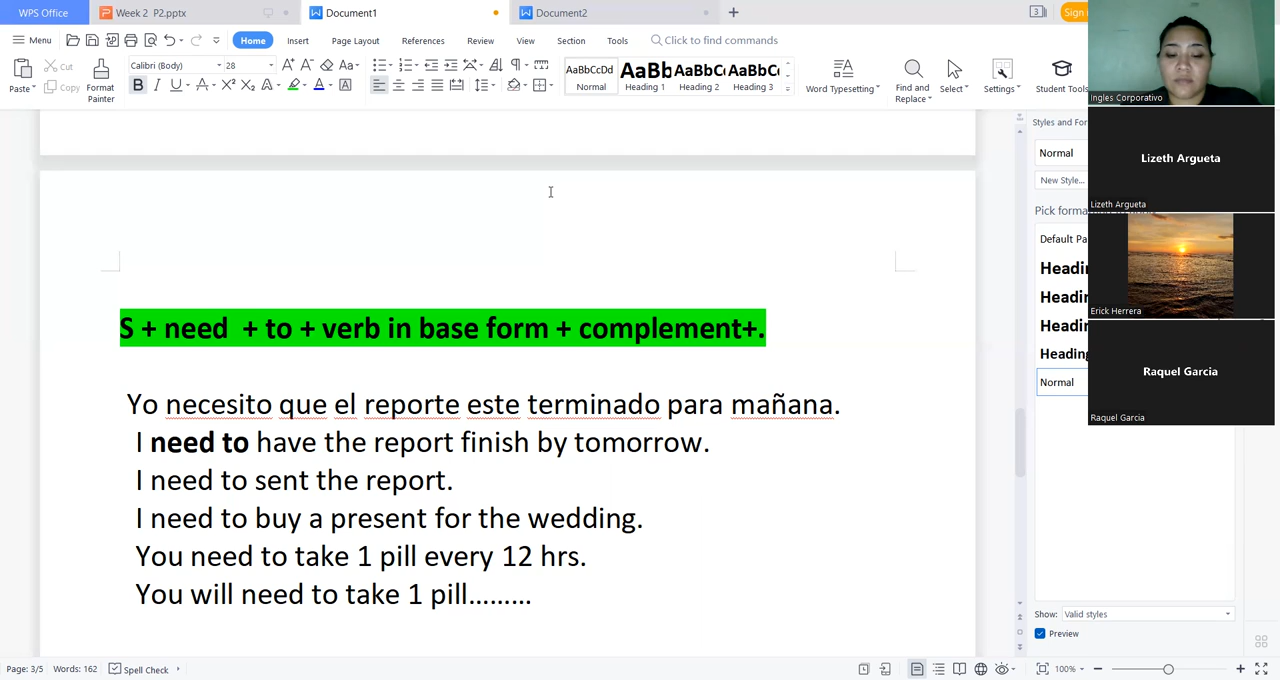 WPS Office
Week 2 P2.pptx
Document1
Document2
Sign i
Menu
Home
Insert
Page Layout
References
Review
View
Section
Tools
Click to find commands
Paste
Cut
Copy
Format
Painter
Calibri (Body)
28
AaBbCcDd
Normal
AaBb
Heading 1
AaBbC
Heading 2
AaBbC
Heading 3
Word Typesetting
Find and
Replace
Select
Settings
Student Tools
Ingles Corporativo
Lizeth Argueta
Lizeth Argueta
Erick Herrera
Raquel Garcia
Raquel Garcia
Styles and For
Normal
New Style...
Pick forma
Default Pa
Headin
Headin
Headin
Heading
Normal
Show:
Valid styles
Preview
S + need + to + verb in base form + complement+.
Yo necesito que el reporte este terminado para mañana.
I need to have the report finish by tomorrow.
I need to sent the report.
I need to buy a present for the wedding.
You need to take 1 pill every 12 hrs.
You will need to take 1 pill.........
Page: 3/5
Words: 162
Spell Check
100%